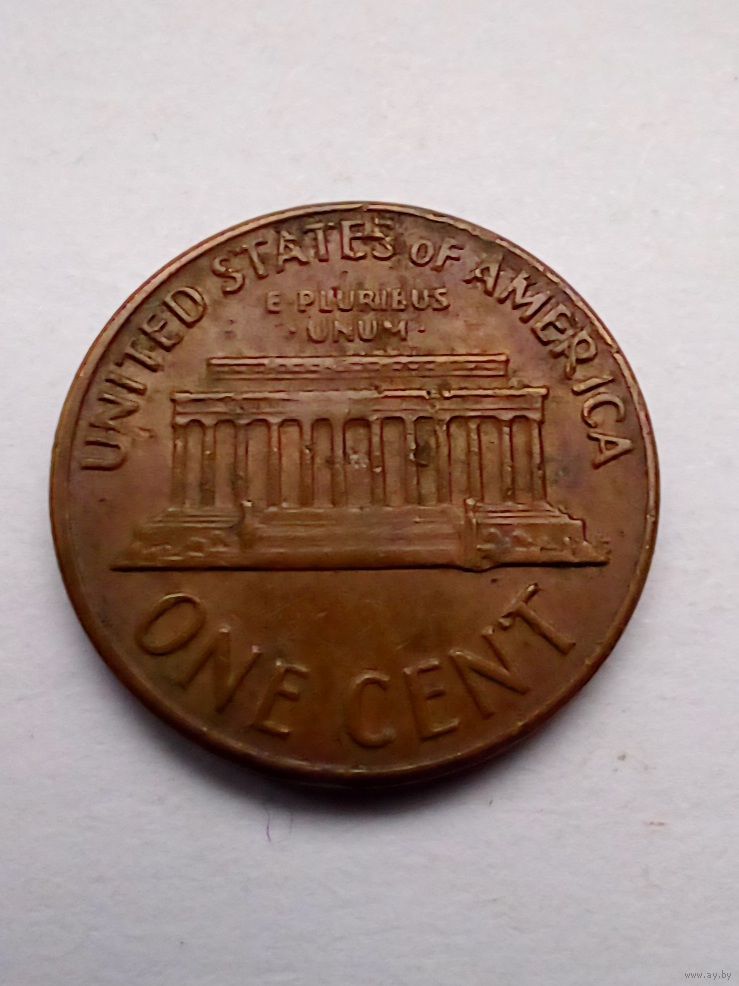 UNITED STATES OF AMERICA
E·PLURIBUS
·UNUM·
ONE CENT
www.ay.by